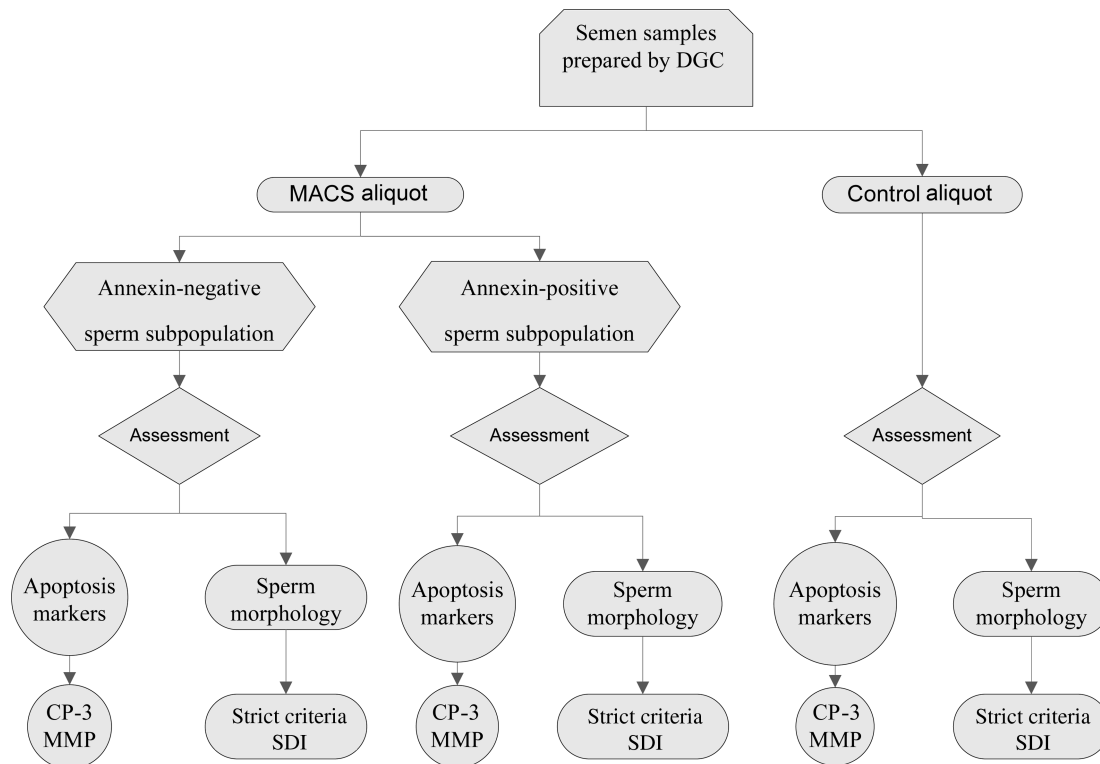 Semen samples
prepared by DGC
MACS aliquot
Control aliquot
Annexin-negative
sperm subpopulation
Annexin-positive
sperm subpopulation
Assessment
Assessment
Assessment
Apoptosis
markers
Sperm
morphology
Apoptosis
markers
Sperm
morphology
Apoptosis
markers
Sperm
morphology
CP-3
MMP
Strict criteria
SDI
CP-3
MMP
Strict criteria
SDI
CP-3
MMP
Strict criteria
SDI